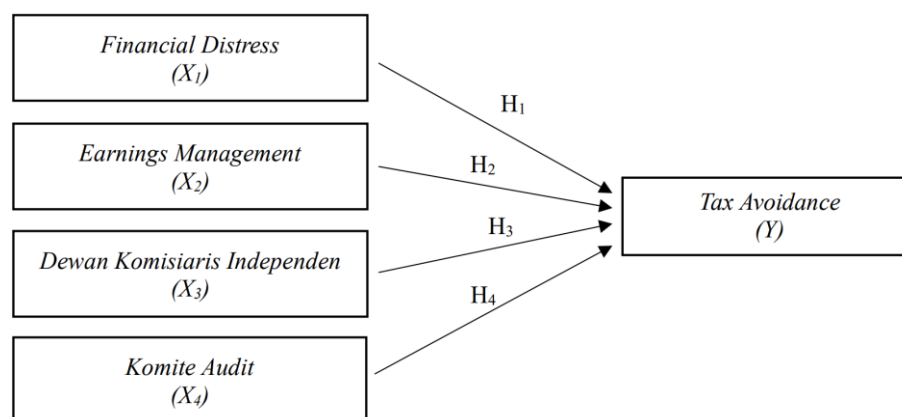 Financial Distress
(X₁)
H₁
Earnings Management
(X₂)
H₂
Tax Avoidance
(Y)
H₃
Dewan Komisiaris Independen
(X₃)
H₄
Komite Audit
(X₄)